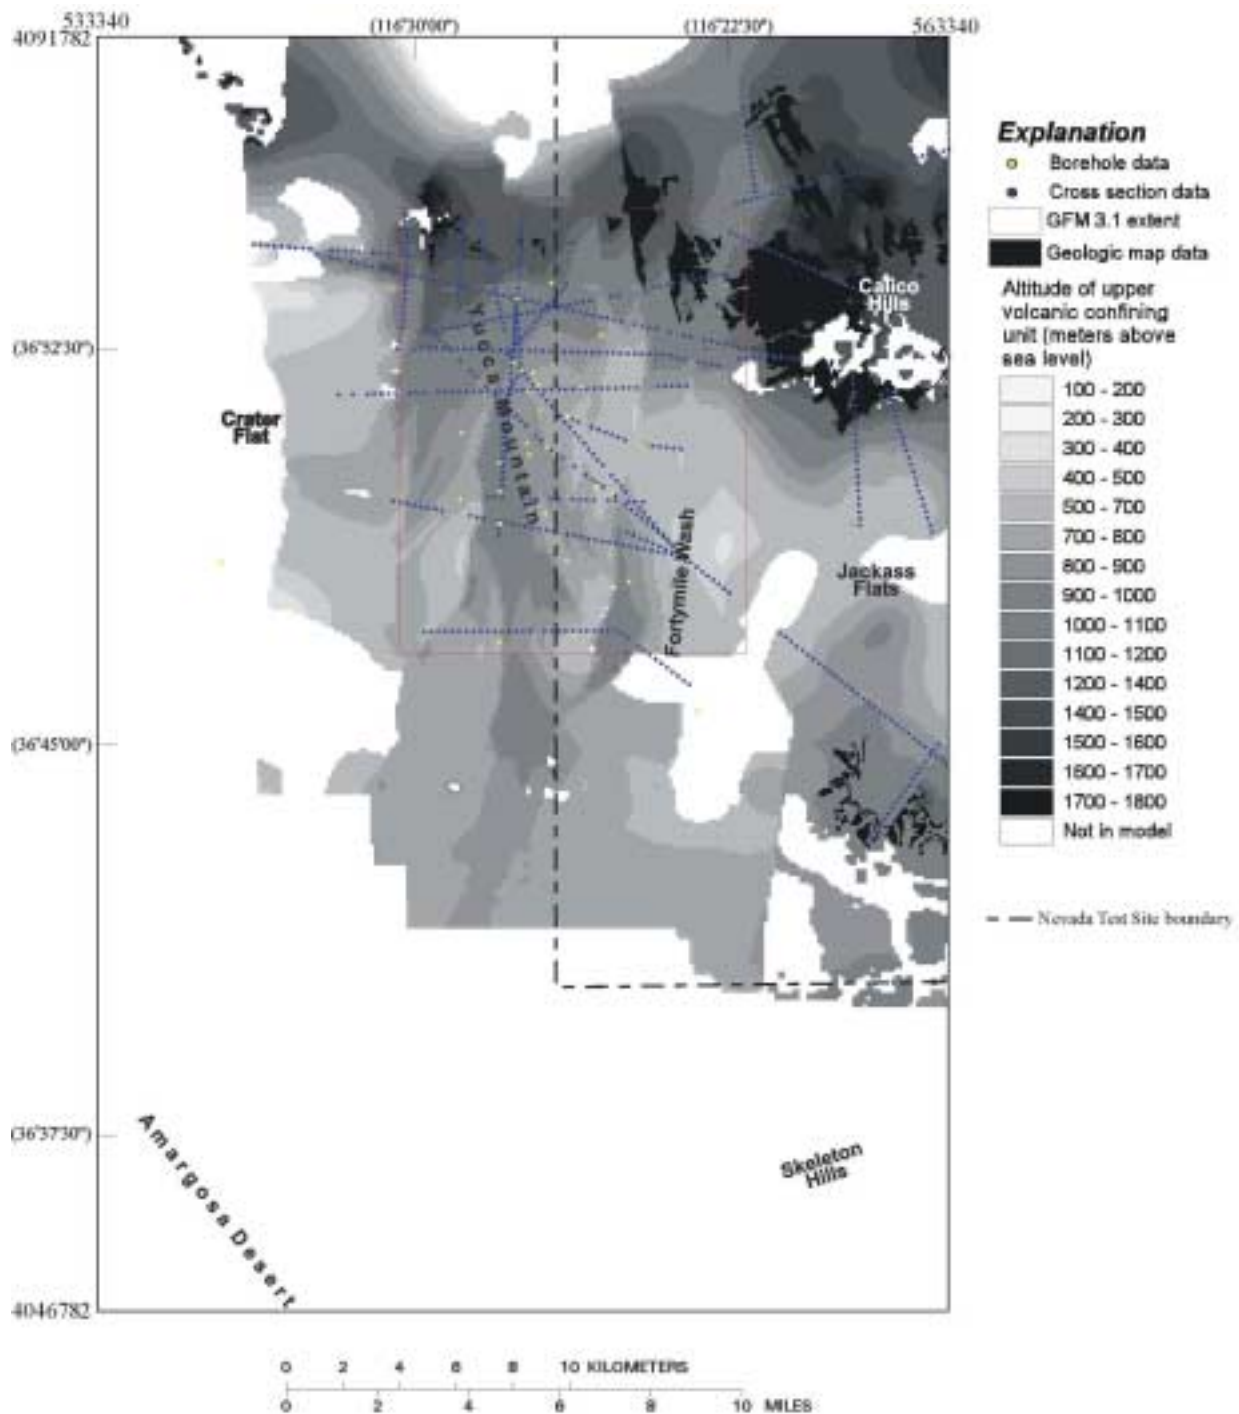 533340
(116°30'00")
(116°22'30")
563340
4091782
Explanation
Borehole data
Cross section data
GFM 3.1 extent
Geologic map data
Altitude of upper
volcanic confining
unit (meters above
sea level)
100 - 200
200 - 300
300 - 400
400 - 500
500 - 700
700 - 800
800 - 900
900 - 1000
1000 - 1100
1100 - 1200
1200 - 1400
1400 - 1500
1500 - 1600
1600 - 1700
1700 - 1800
Not in model
Nevada Test Site boundary
Calico
Hills
(36°52'30")
Yucca Mountain
Crater
Flat
Fortymile Wash
Jackass
Flats
(36°45'00")
(36°37'30")
Amargosa Desert
Skeleton
Hills
4046782
0 2 4 6 8 10 KILOMETERS
0 2 4 6 8 10 MILES